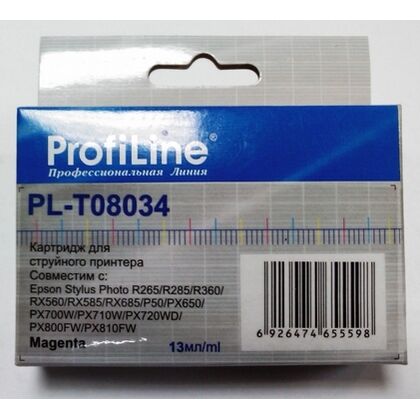 ProfiLine®
Профессиональная Линия
PL-T08034
Картридж для
струйного принтера
Совместим с:
Epson Stylus Photo R265/R285/R360/
RX560/RX585/RX685/P50/PX650/
PX700W/PX710W/PX720WD/
PX800FW/PX810FW
Magenta 13мл/ml
6 926474 655598